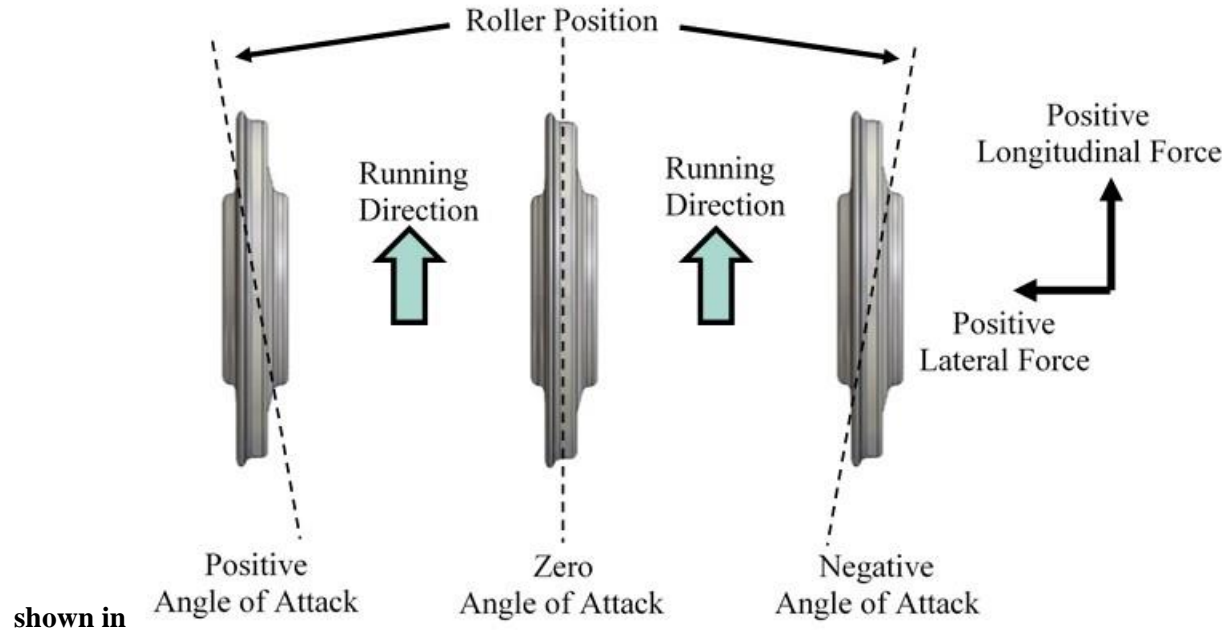 Roller Position
Running
Direction
Running
Direction
Positive
Longitudinal Force
Positive
Lateral Force
Positive
Angle of Attack
Zero
Angle of Attack
Negative
Angle of Attack
shown in